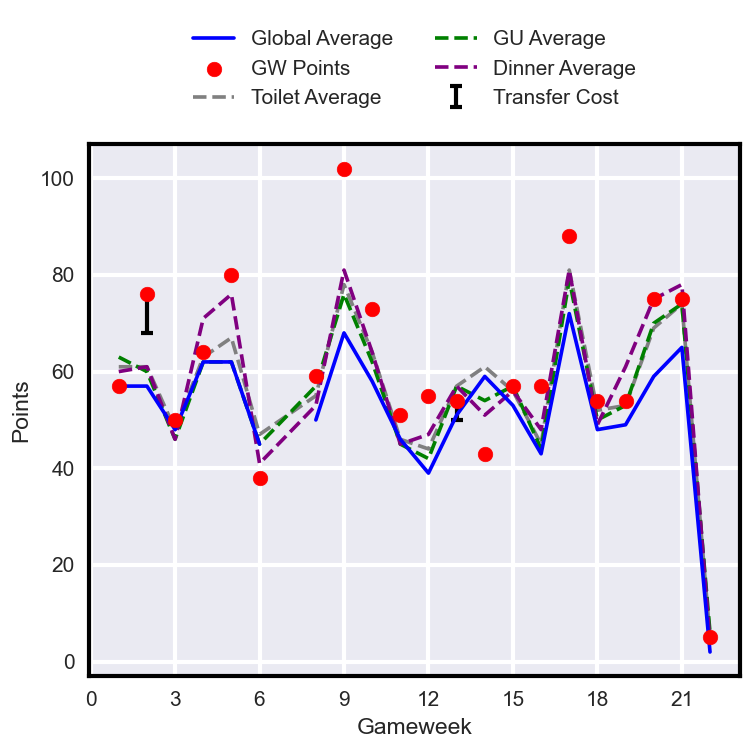 Global Average
GW Points
Toilet Average
GU Average
Dinner Average
Transfer Cost
Points
100
80
60
40
20
0
0 3 6 9 12 15 18 21
Gameweek